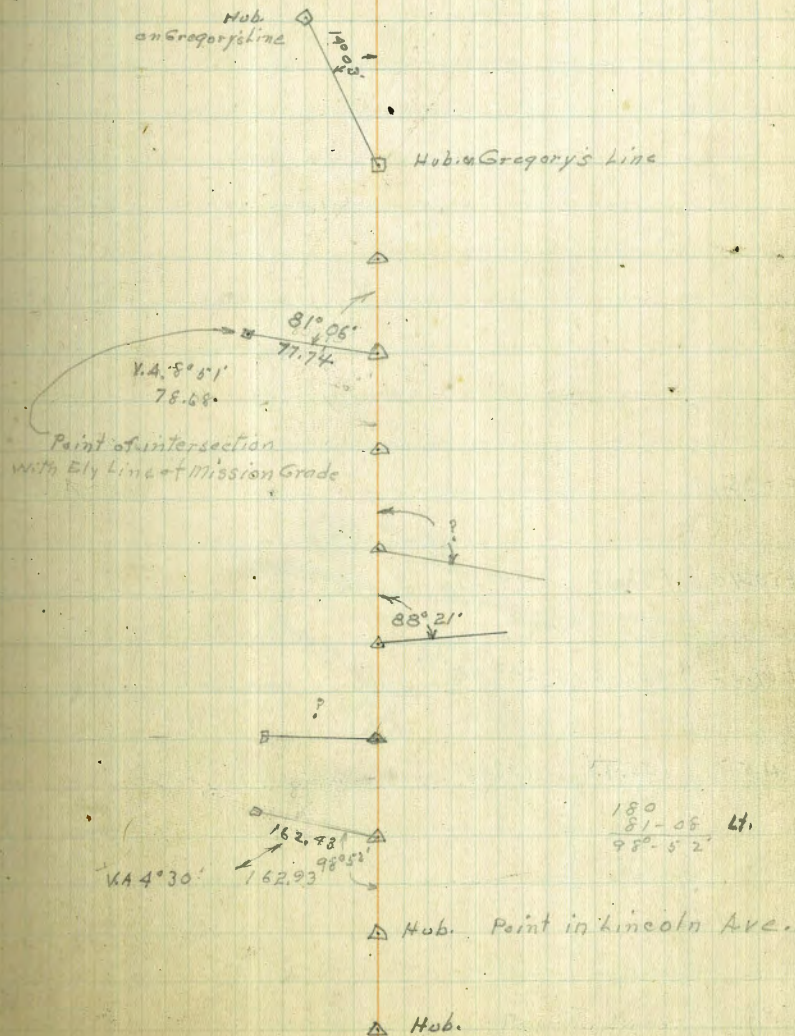 Hub.
on Gregory's Line
Hub. on Gregory's Line
81° 06'
77.74
V.A. 8° 51'
78.68
Point of intersection
with Ely Line of Mission Grade
?
88° 21'
?
162.43
98° 52'
V.A. 4° 30'
162.93
180
81-08 Lt.
98°-52'
Hub. Point in Lincoln Ave.
Hub.